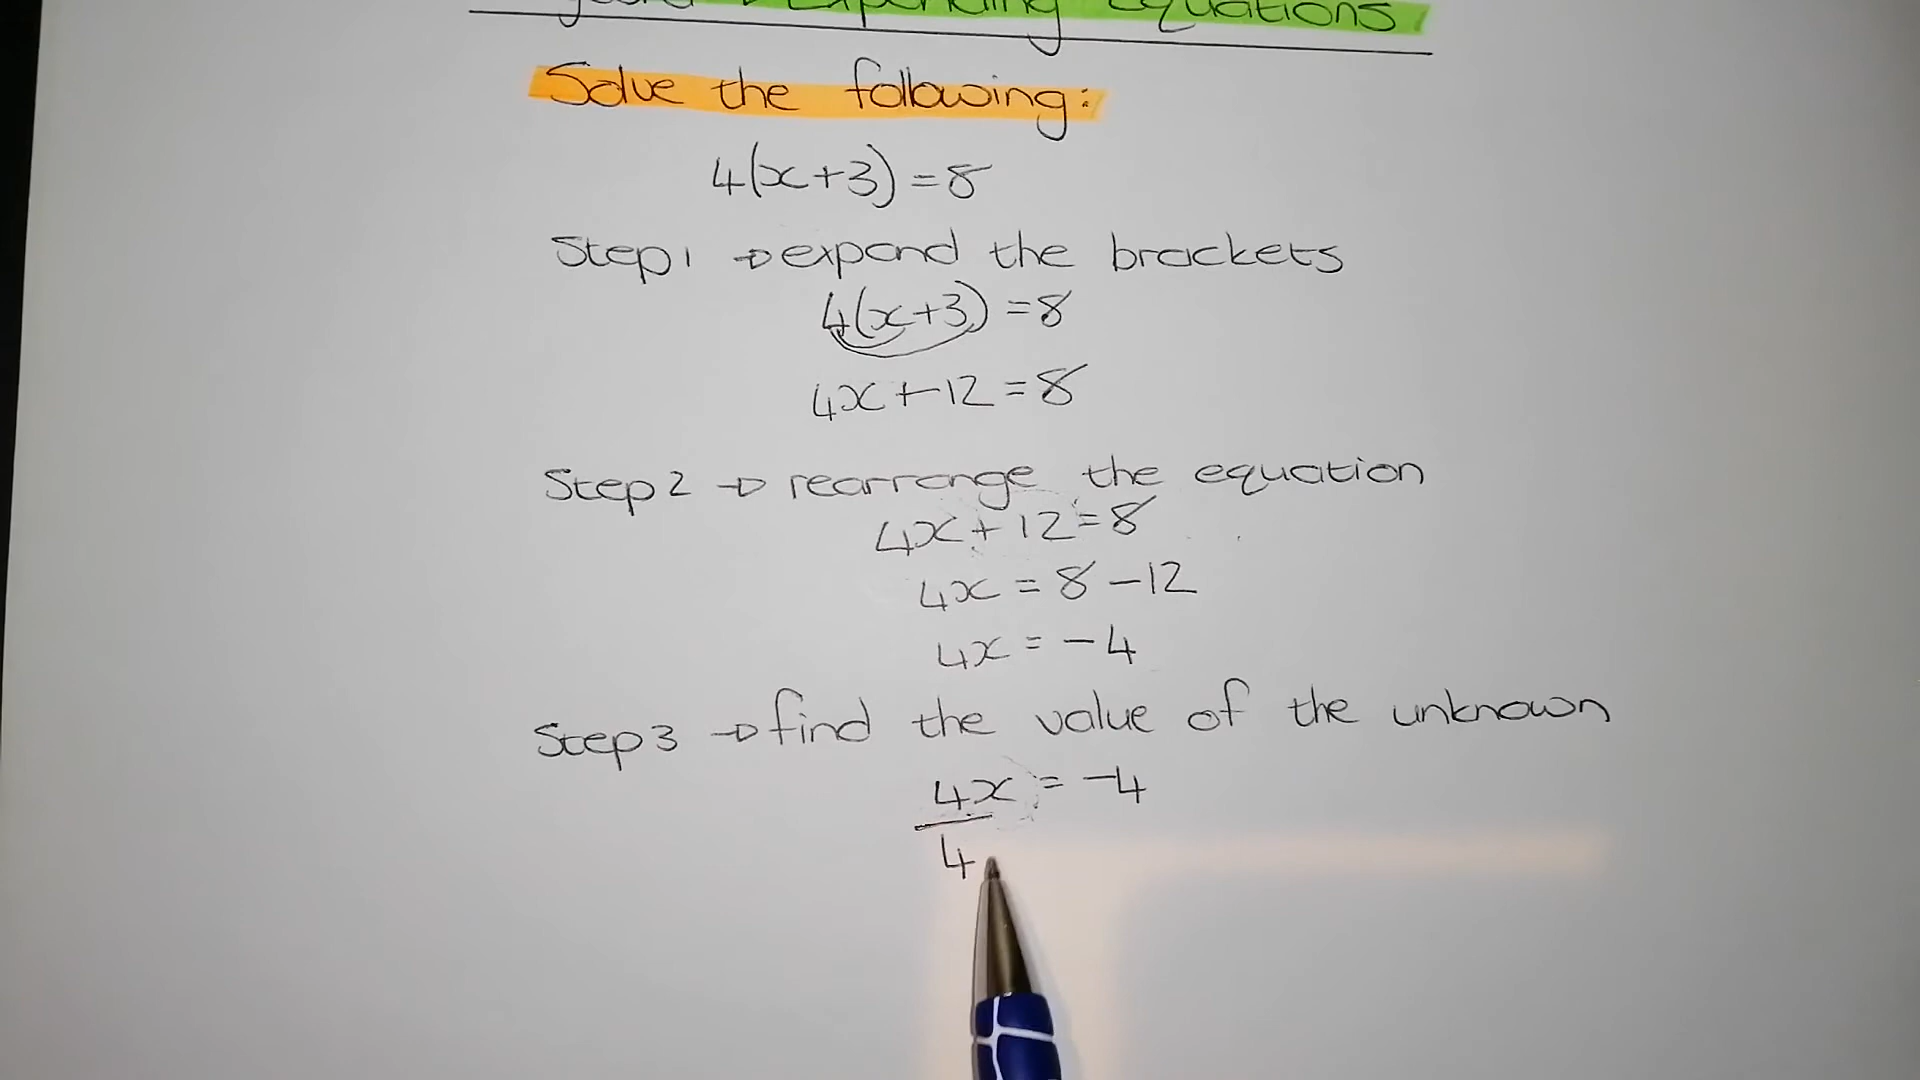 Expanding Equations
Solve the following:
4(x+3)=8
Step 1 → expand the brackets
4(x+3)=8
4x+12=8
Step 2 → rearrange the equation
4x+12=8
4x=8-12
4x=-4
Step 3 → find the value of the unknown
4x=-4
4